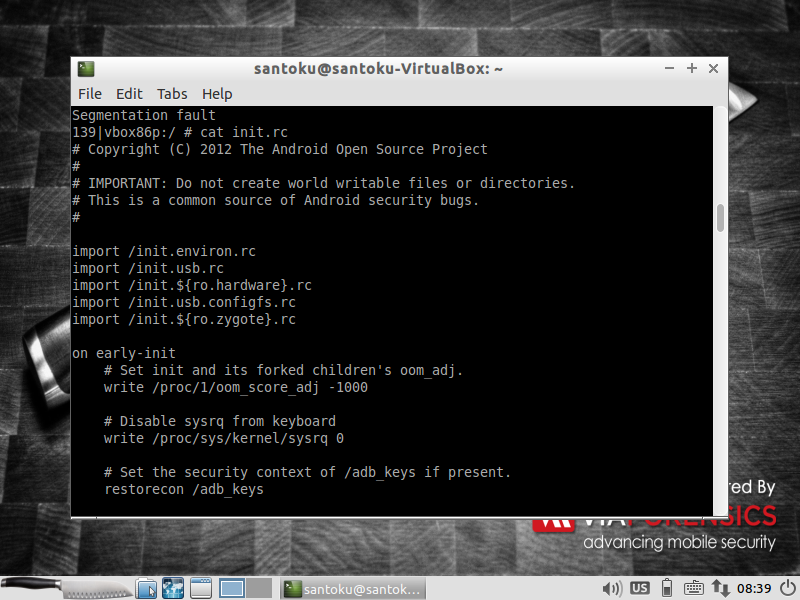 santoku@santoku-VirtualBox: ~
File Edit Tabs Help
Segmentation fault
139|vbox86p:/ # cat init.rc
# Copyright (C) 2012 The Android Open Source Project
#
# IMPORTANT: Do not create world writable files or directories.
# This is a common source of Android security bugs.
#
import /init.environ.rc
import /init.usb.rc
import /init.${ro.hardware}.rc
import /init.usb.configfs.rc
import /init.${ro.zygote}.rc
on early-init
# Set init and its forked children's oom_adj.
write /proc/1/oom_score_adj -1000
# Disable sysrq from keyboard
write /proc/sys/kernel/sysrq 0
# Set the security context of /adb_keys if present.
restorecon /adb_keys
ed By
VIAFORENSICS
advancing mobile security
santoku@santok...
US
08:39